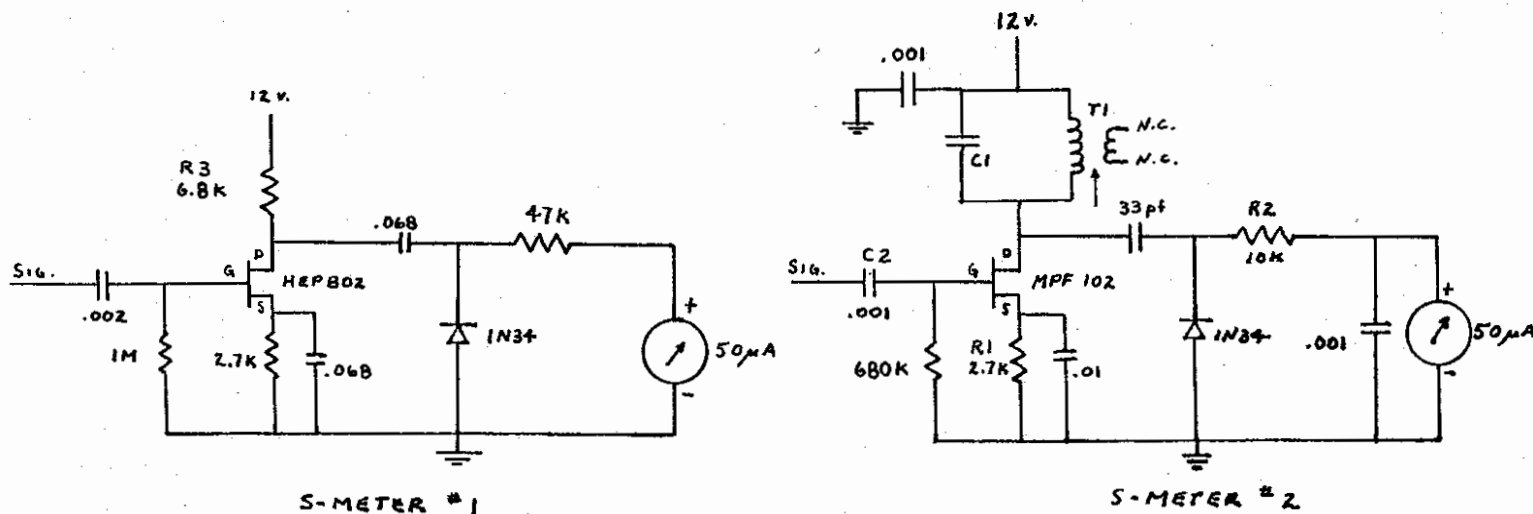 12 v.
R3
6.8K
.068
47K
SIG.
G
D
S
HEP802
.002
1M
2.7K
.068
1N34
+
50µA
-
S-METER #1
12 v.
.001
C1
T1
N.C.
N.C.
33pf
R2
10K
SIG.
C2
.001
G
D
S
MPF 102
680K
R1
2.7K
.01
1N34
.001
+
50µA
-
S-METER #2